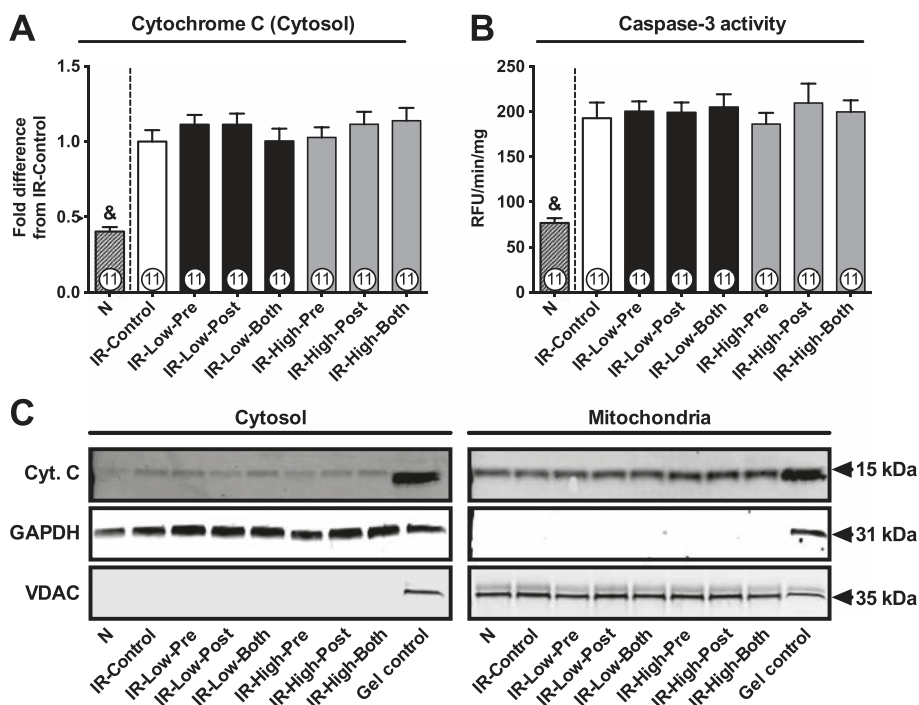 A
Cytochrome C (Cytosol)
Fold difference
from IR-Control
1.5
1.0
0.5
0.0
&
11 11 11 11 11 11 11 11
N
IR-Control
IR-Low-Pre
IR-Low-Post
IR-Low-Both
IR-High-Pre
IR-High-Post
IR-High-Both
B
Caspase-3 activity
RFU/min/mg
250
200
150
100
50
0
&
11 11 11 11 11 11 11 11
N
IR-Control
IR-Low-Pre
IR-Low-Post
IR-Low-Both
IR-High-Pre
IR-High-Post
IR-High-Both
C
Cytosol
Mitochondria
Cyt. C
15 kDa
GAPDH
31 kDa
VDAC
35 kDa
N
IR-Control
IR-Low-Pre
IR-Low-Post
IR-Low-Both
IR-High-Pre
IR-High-Post
IR-High-Both
Gel control
N
IR-Control
IR-Low-Pre
IR-Low-Post
IR-Low-Both
IR-High-Pre
IR-High-Post
IR-High-Both
Gel control